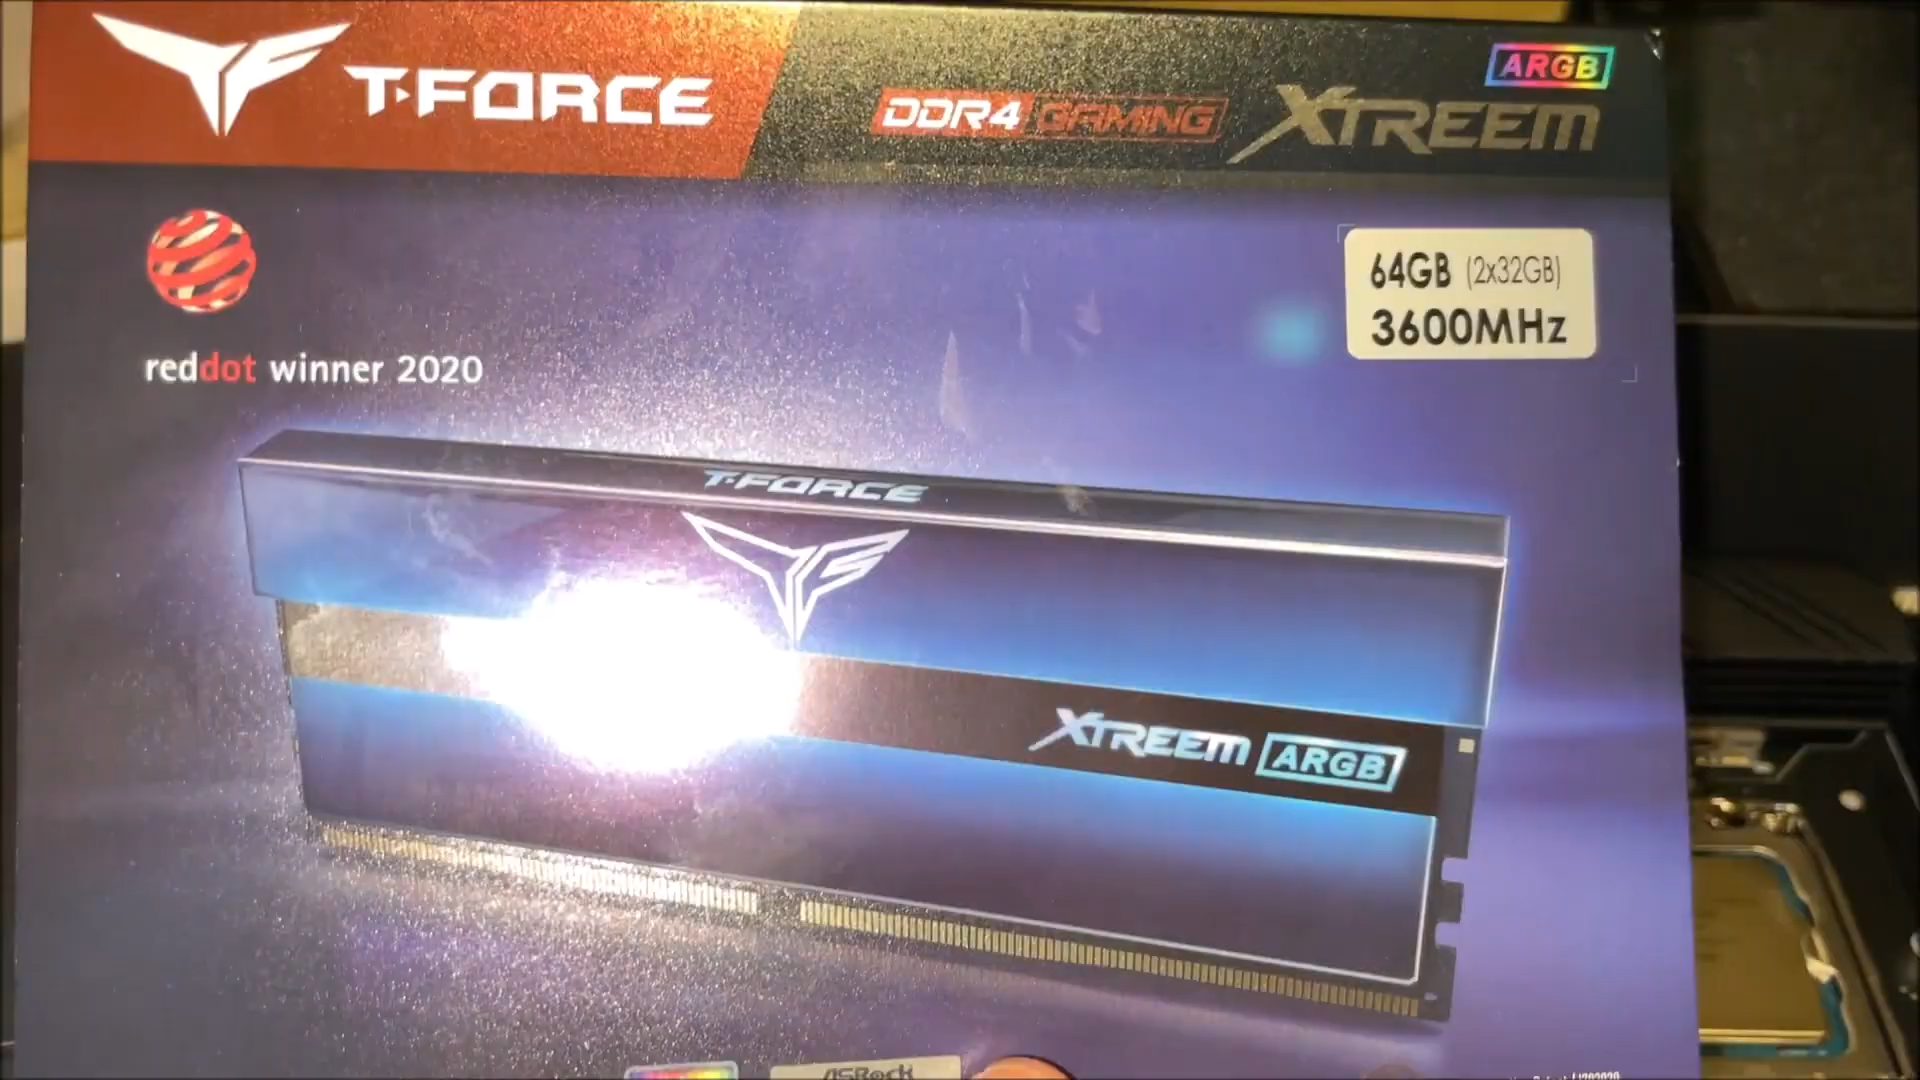 T-FORCE
DDR4 GAMING
XTREEM
ARGB
reddot winner 2020
64GB (2x32GB)
3600MHz
T-FORCE
XTREEM ARGB
ASRock